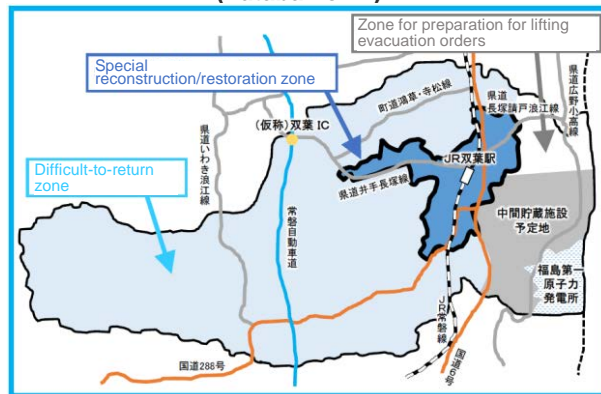 Zone for preparation for lifting
evacuation orders
Special
reconstruction/restoration zone
Difficult-to-return
zone
県道いわき浪江線
(仮称)双葉 IC
町道鴻草・寺松線
県道
長塚請戸浪江線
県道広野小高線
JR双葉駅
県道井手長塚線
中間貯蔵施設
予定地
常磐自動車道
福島第一
原子力
発電所
JR常磐線
国道6号
国道288号